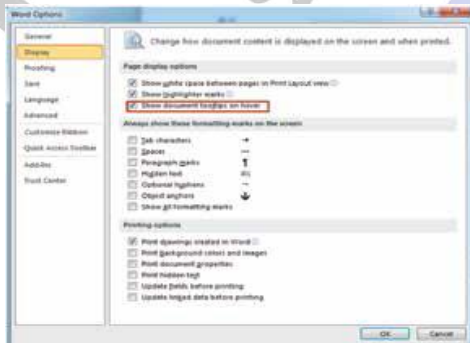 Word Options
General
Display
Proofing
Save
Language
Advanced
Customize Ribbon
Quick Access Toolbar
Add-Ins
Trust Center
Change how document content is displayed on the screen and when printed.
Page display options
Show white space between pages in Print Layout view
Show highlighter marks
Show document tooltips on hover
Always show these formatting marks on the screen
Tab characters →
Spaces ...
Paragraph marks ¶
Hidden text abc
Optional hyphens ¬
Object anchors
Show all formatting marks
Printing options
Print drawings created in Word
Print background colors and images
Print document properties
Print hidden text
Update fields before printing
Update linked data before printing
OK Cancel